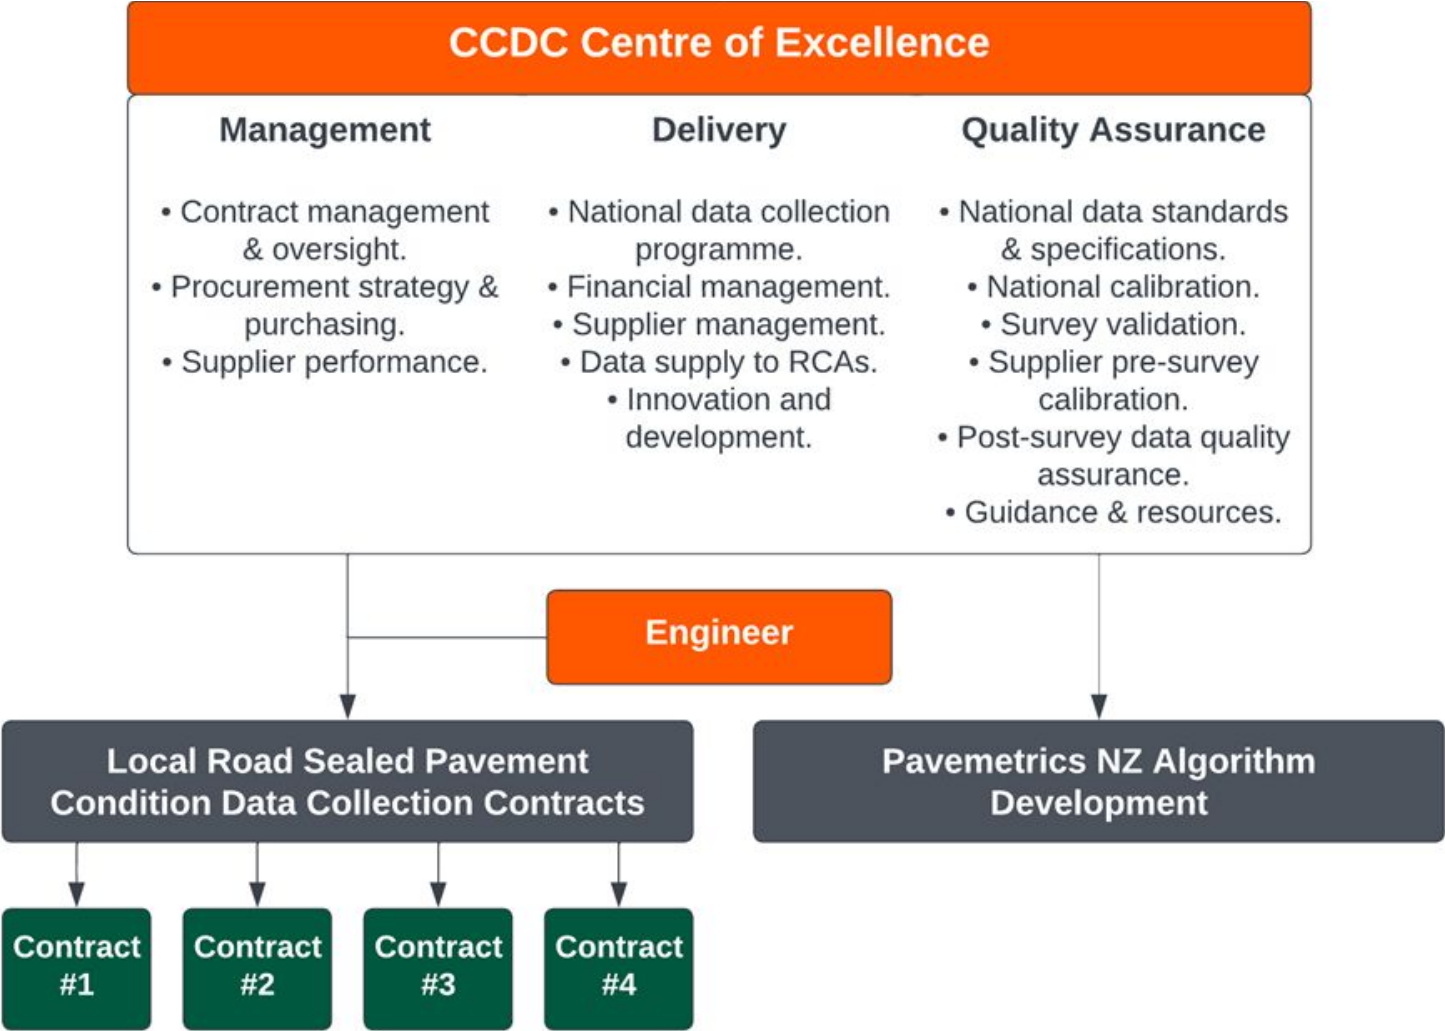 CCDC Centre of Excellence
Management
• Contract management
& oversight.
• Procurement strategy &
purchasing.
• Supplier performance.
Delivery
• National data collection
programme.
• Financial management.
• Supplier management.
• Data supply to RCAs.
• Innovation and
development.
Quality Assurance
• National data standards
& specifications.
• National calibration.
• Survey validation.
• Supplier pre-survey
calibration.
• Post-survey data quality
assurance.
• Guidance & resources.
Engineer
Local Road Sealed Pavement
Condition Data Collection Contracts
Pavemetrics NZ Algorithm
Development
Contract
#1
Contract
#2
Contract
#3
Contract
#4